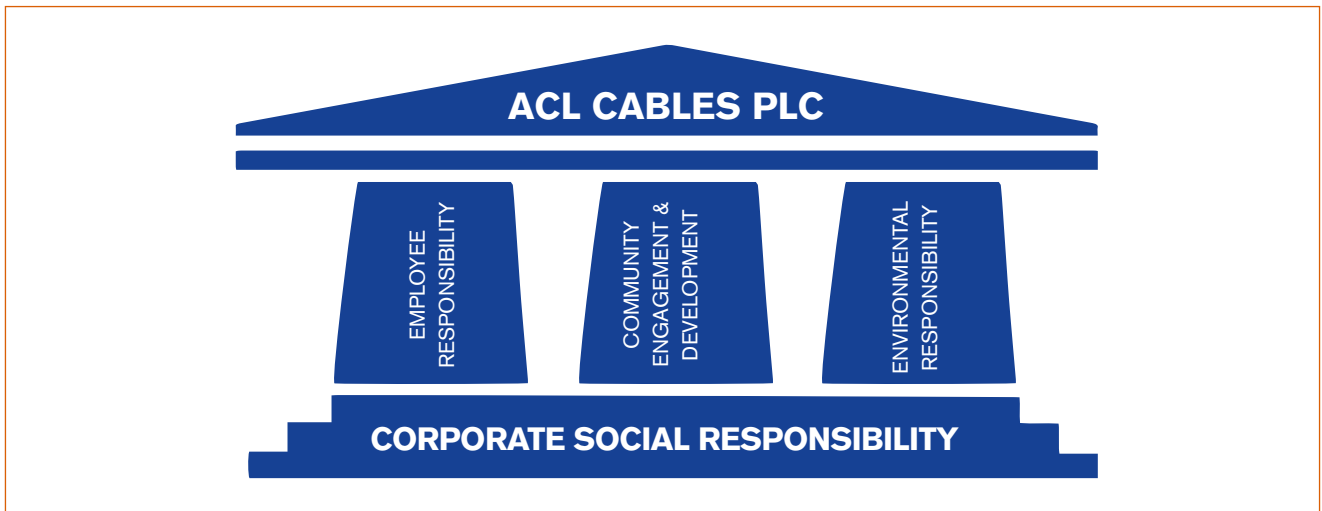 ACL CABLES PLC
EMPLOYEE
RESPONSIBILITY
COMMUNITY
ENGAGEMENT &
DEVELOPMENT
ENVIRONMENTAL
RESPONSIBILITY
CORPORATE SOCIAL RESPONSIBILITY